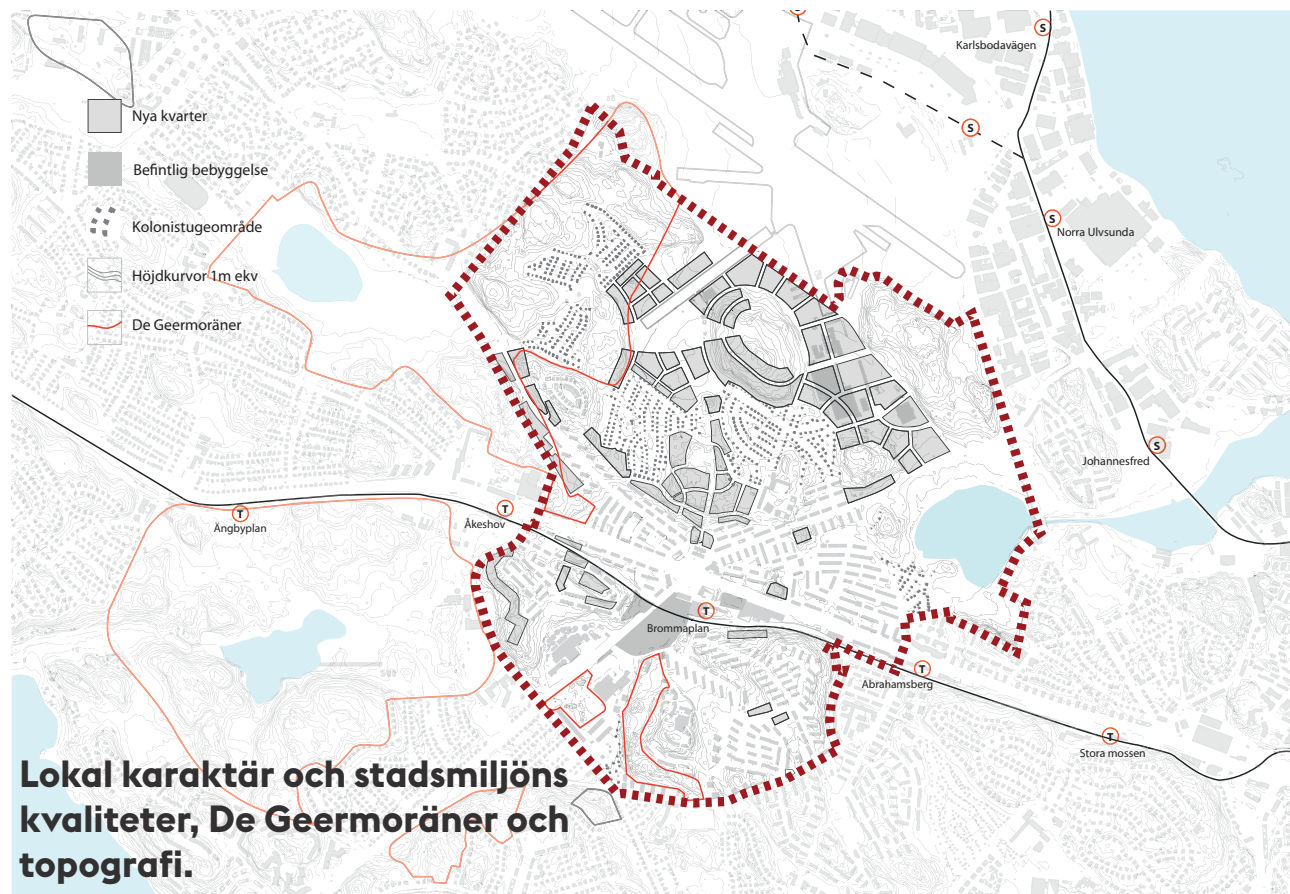 S
Karlsbodavägen
S
Nya kvarter
S
Befintlig bebyggelse
Kolonistugeområde
S
Norra Ulvsunda
Höjdkurvor 1m ekv
De Geermoräner
S
Johannesfred
T
Ängbyplan
T
Åkeshov
T
Brommaplan
T
Abrahamsberg
T
Stora mossen
Lokal karaktär och stadsmiljöns
kvaliteter, De Geermoräner och
topografi.